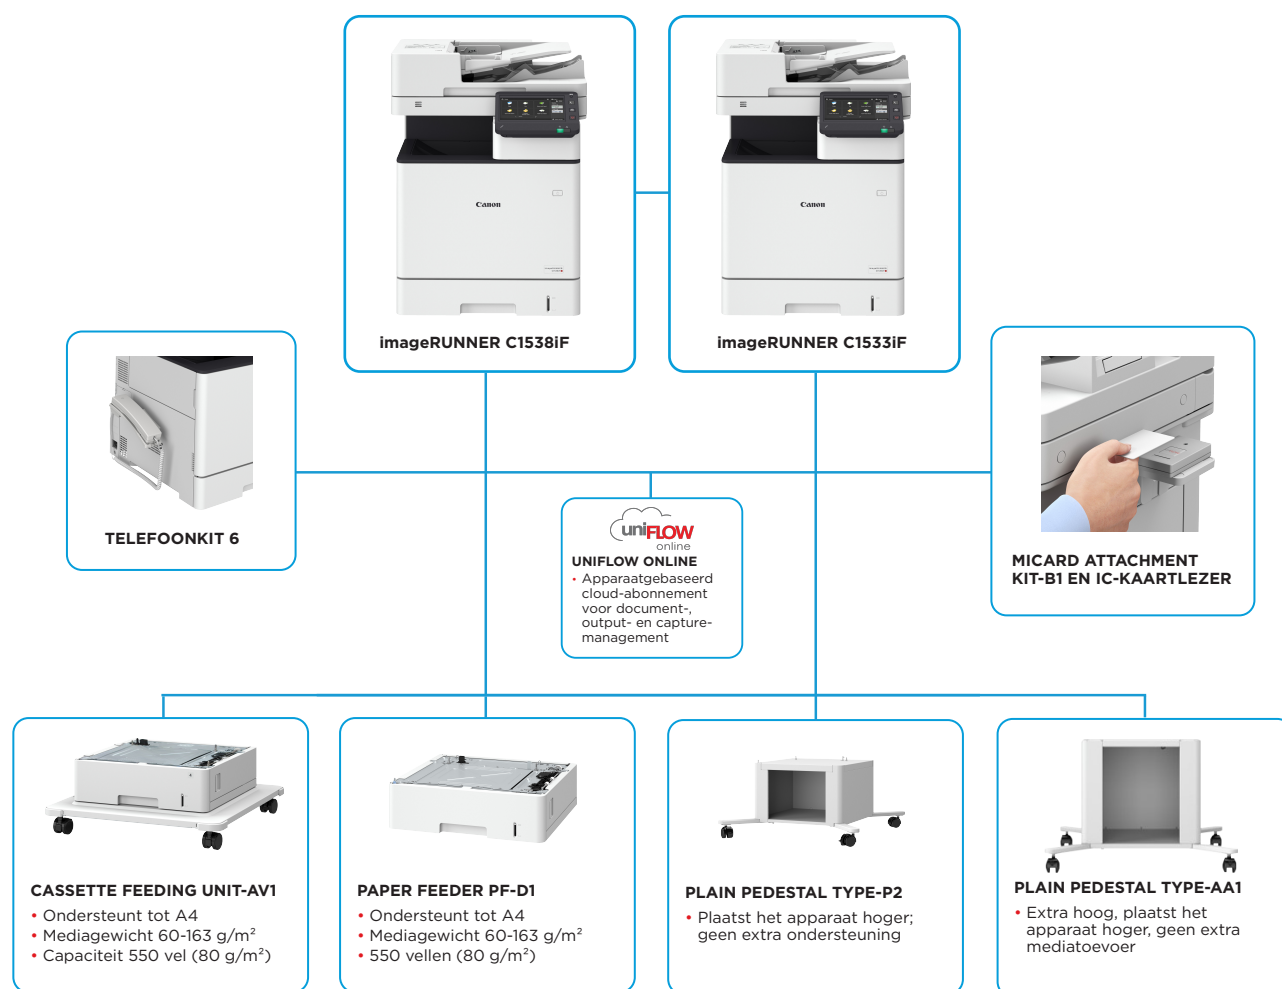 Canon
Canon
imageRUNNER C1538iF
imageRUNNER C1533iF
TELEFOONKIT 6
uniFLOW
online
UNIFLOW ONLINE
• Apparaatgebaseerd
cloud-abonnement
voor document-,
output- en capture-
management
MICARD ATTACHMENT
KIT-B1 EN IC-KAARTLEZER
CASSETTE FEEDING UNIT-AV1
• Ondersteunt tot A4
• Mediagewicht 60-163 g/m²
• Capaciteit 550 vel (80 g/m²)
PAPER FEEDER PF-D1
• Ondersteunt tot A4
• Mediagewicht 60-163 g/m²
• 550 vellen (80 g/m²)
PLAIN PEDESTAL TYPE-P2
• Plaatst het apparaat hoger;
geen extra ondersteuning
PLAIN PEDESTAL TYPE-AA1
• Extra hoog, plaatst het
apparaat hoger, geen extra
mediatoevoer